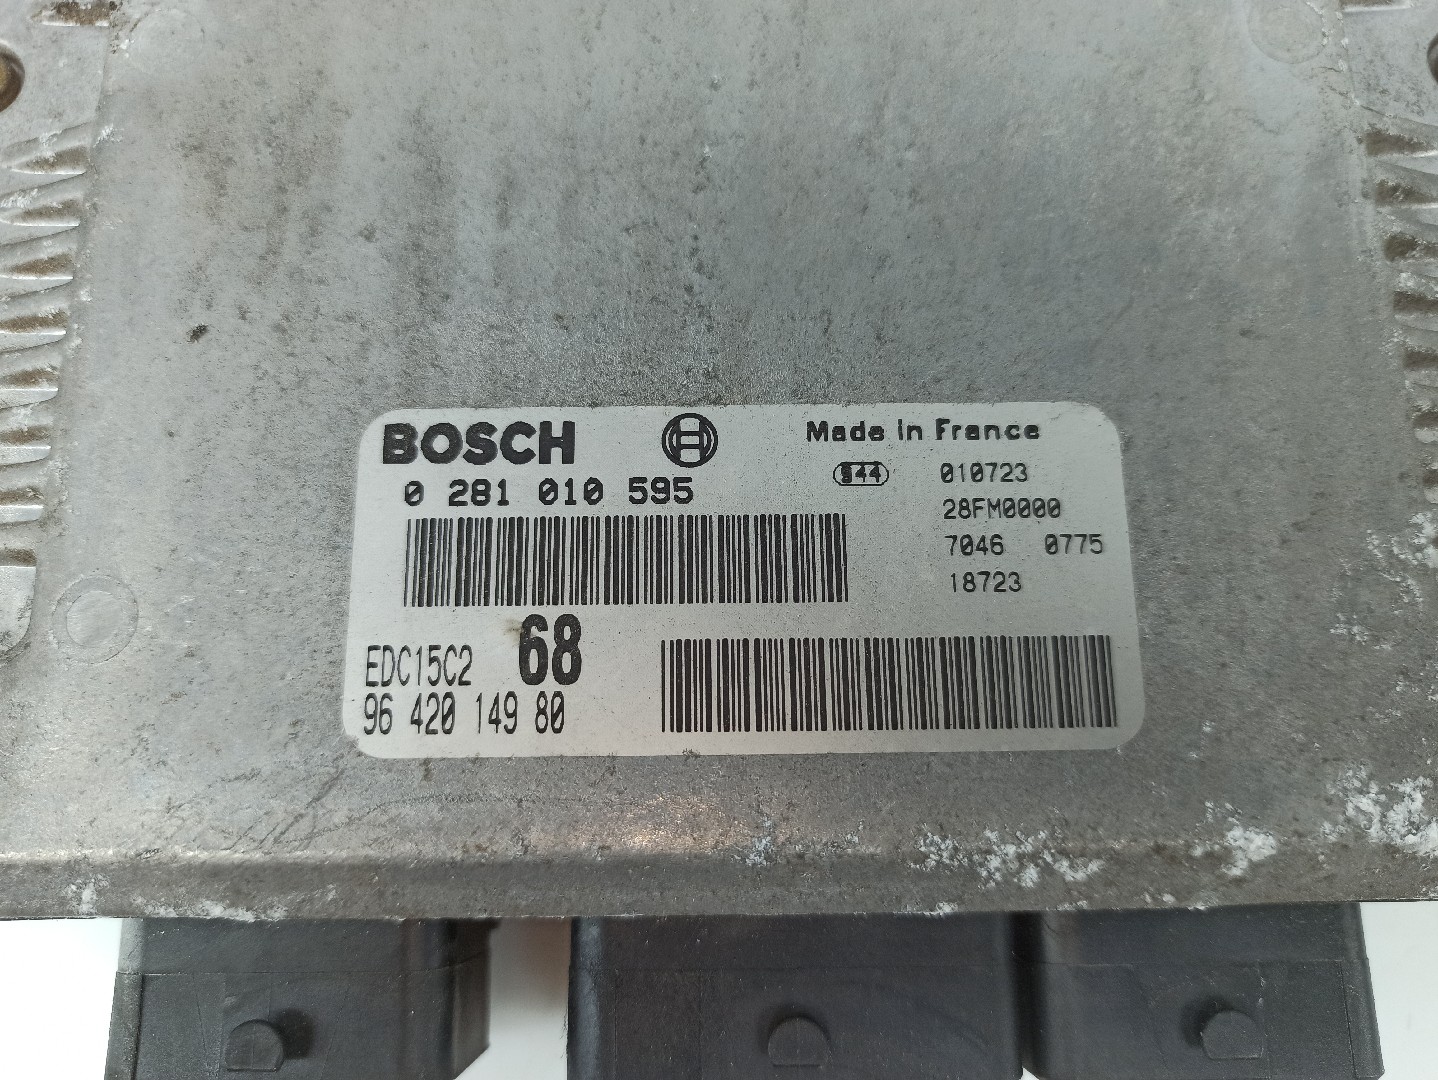 BOSCH
Made in France
0 281 010 595
944
010723
28FM0000
7046 0775
18723
EDC15C2 68
96 420 149 80